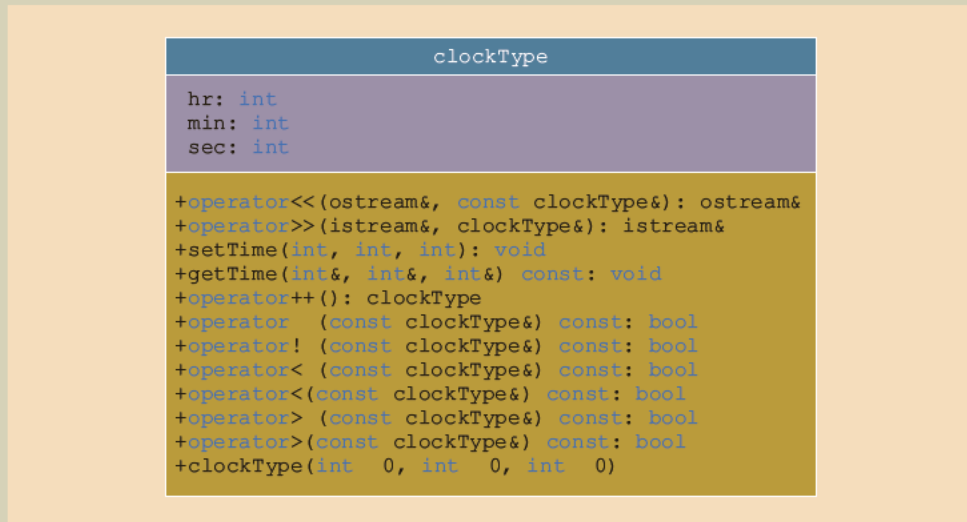 clockType
hr: int
min: int
sec: int
+operator<<(ostream&, const clockType&): ostream&
+operator>>(istream&, clockType&): istream&
+setTime(int, int, int): void
+getTime(int&, int&, int&) const: void
+operator++(): clockType
+operator  (const clockType&) const: bool
+operator! (const clockType&) const: bool
+operator< (const clockType&) const: bool
+operator<(const clockType&) const: bool
+operator> (const clockType&) const: bool
+operator>(const clockType&) const: bool
+clockType(int  0, int  0, int  0)